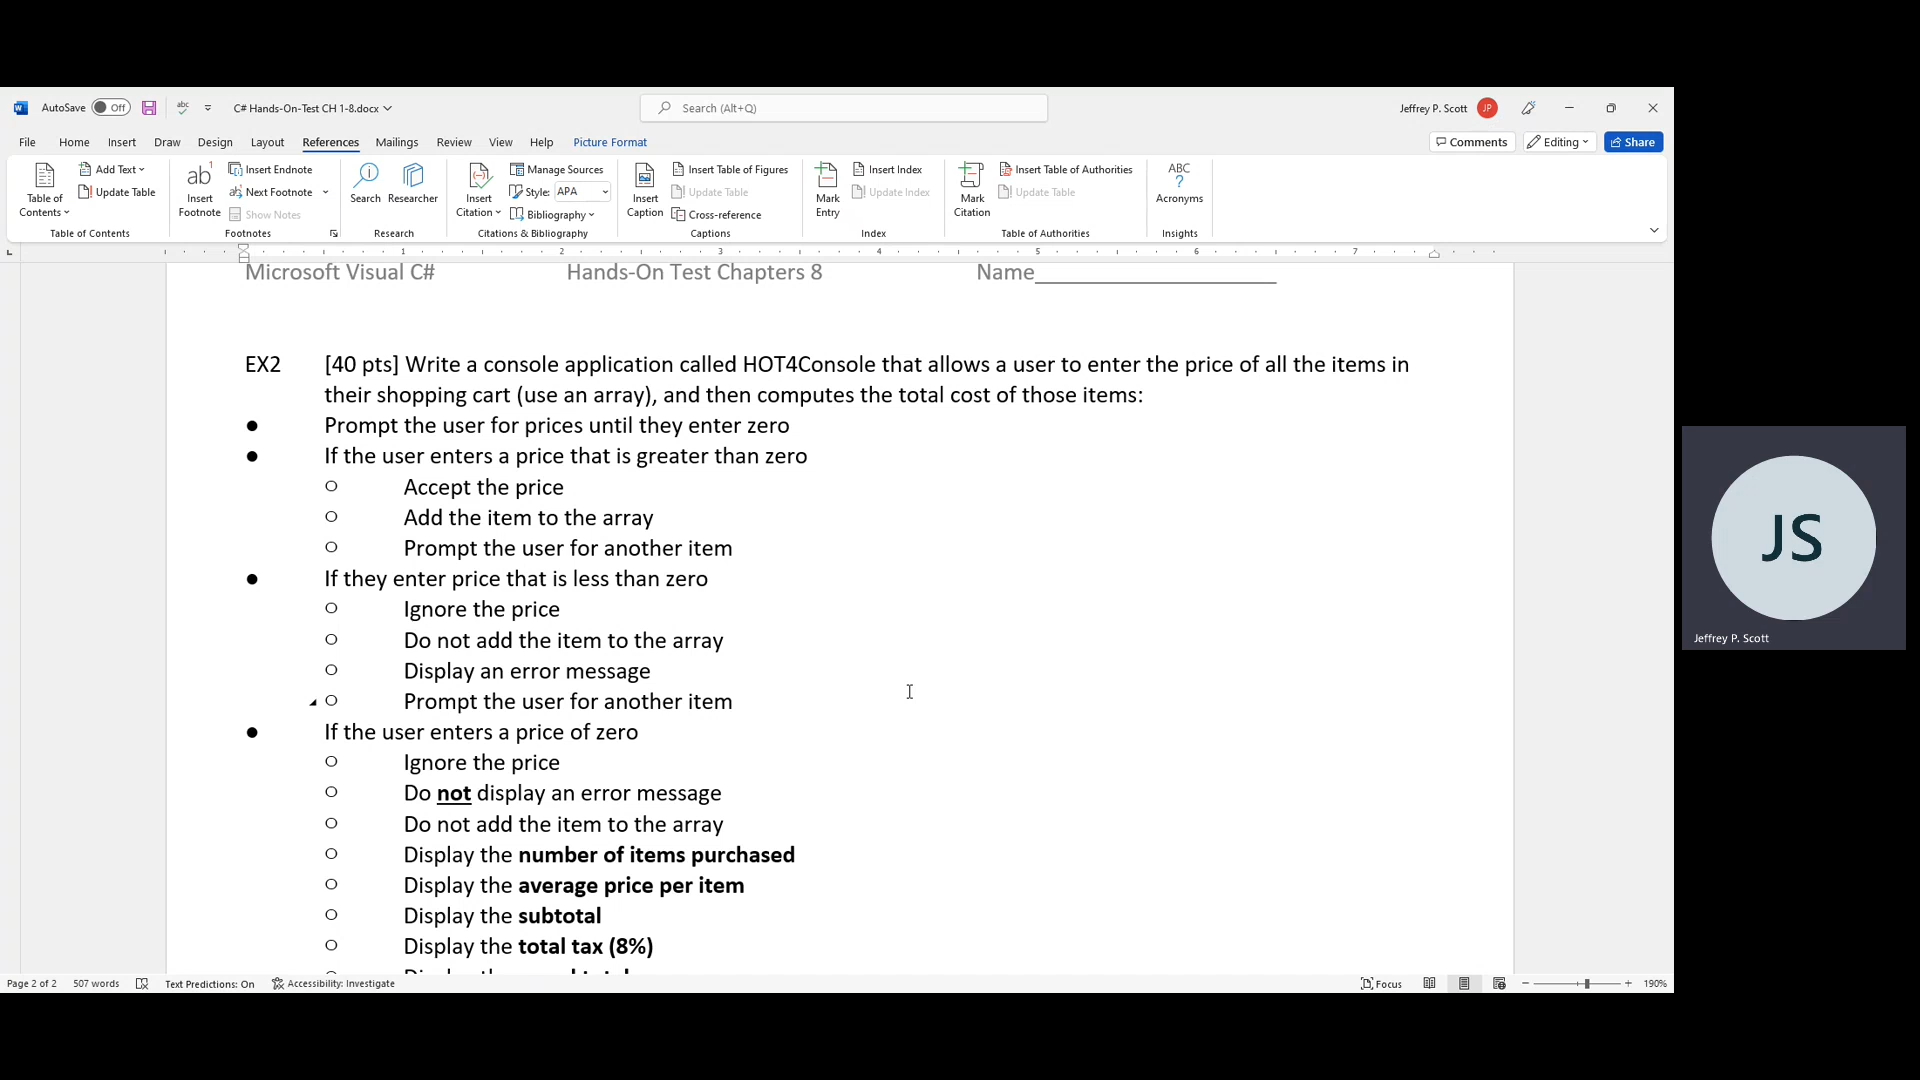 AutoSave Off C# Hands-On-Test CH 1-8.docx Search (Alt+Q) Jeffrey P. Scott JP
File Home Insert Draw Design Layout References Mailings Review View Help Picture Format Comments Editing Share
Table of Contents
Add Text
Update Table
Table of Contents
ab
Insert Footnote
Insert Endnote
Next Footnote
Show Notes
Footnotes
Search
Researcher
Research
Insert Citation
Manage Sources
Style: APA
Bibliography
Citations & Bibliography
Insert Caption
Insert Table of Figures
Update Table
Cross-reference
Captions
Mark Entry
Insert Index
Update Index
Index
Mark Citation
Insert Table of Authorities
Update Table
Table of Authorities
ABC
?
Acronyms
Insights
1 2 3 4 5 6 7
Microsoft Visual C# Hands-On Test Chapters 8 Name________________
EX2 [40 pts] Write a console application called HOT4Console that allows a user to enter the price of all the items in
their shopping cart (use an array), and then computes the total cost of those items:
● Prompt the user for prices until they enter zero
● If the user enters a price that is greater than zero
○ Accept the price
○ Add the item to the array
○ Prompt the user for another item
● If they enter price that is less than zero
○ Ignore the price
○ Do not add the item to the array
○ Display an error message
○ Prompt the user for another item
● If the user enters a price of zero
○ Ignore the price
○ Do not display an error message
○ Do not add the item to the array
○ Display the number of items purchased
○ Display the average price per item
○ Display the subtotal
○ Display the total tax (8%)
Page 2 of 2 507 words Text Predictions: On Accessibility: Investigate Focus 190%
JS
Jeffrey P. Scott